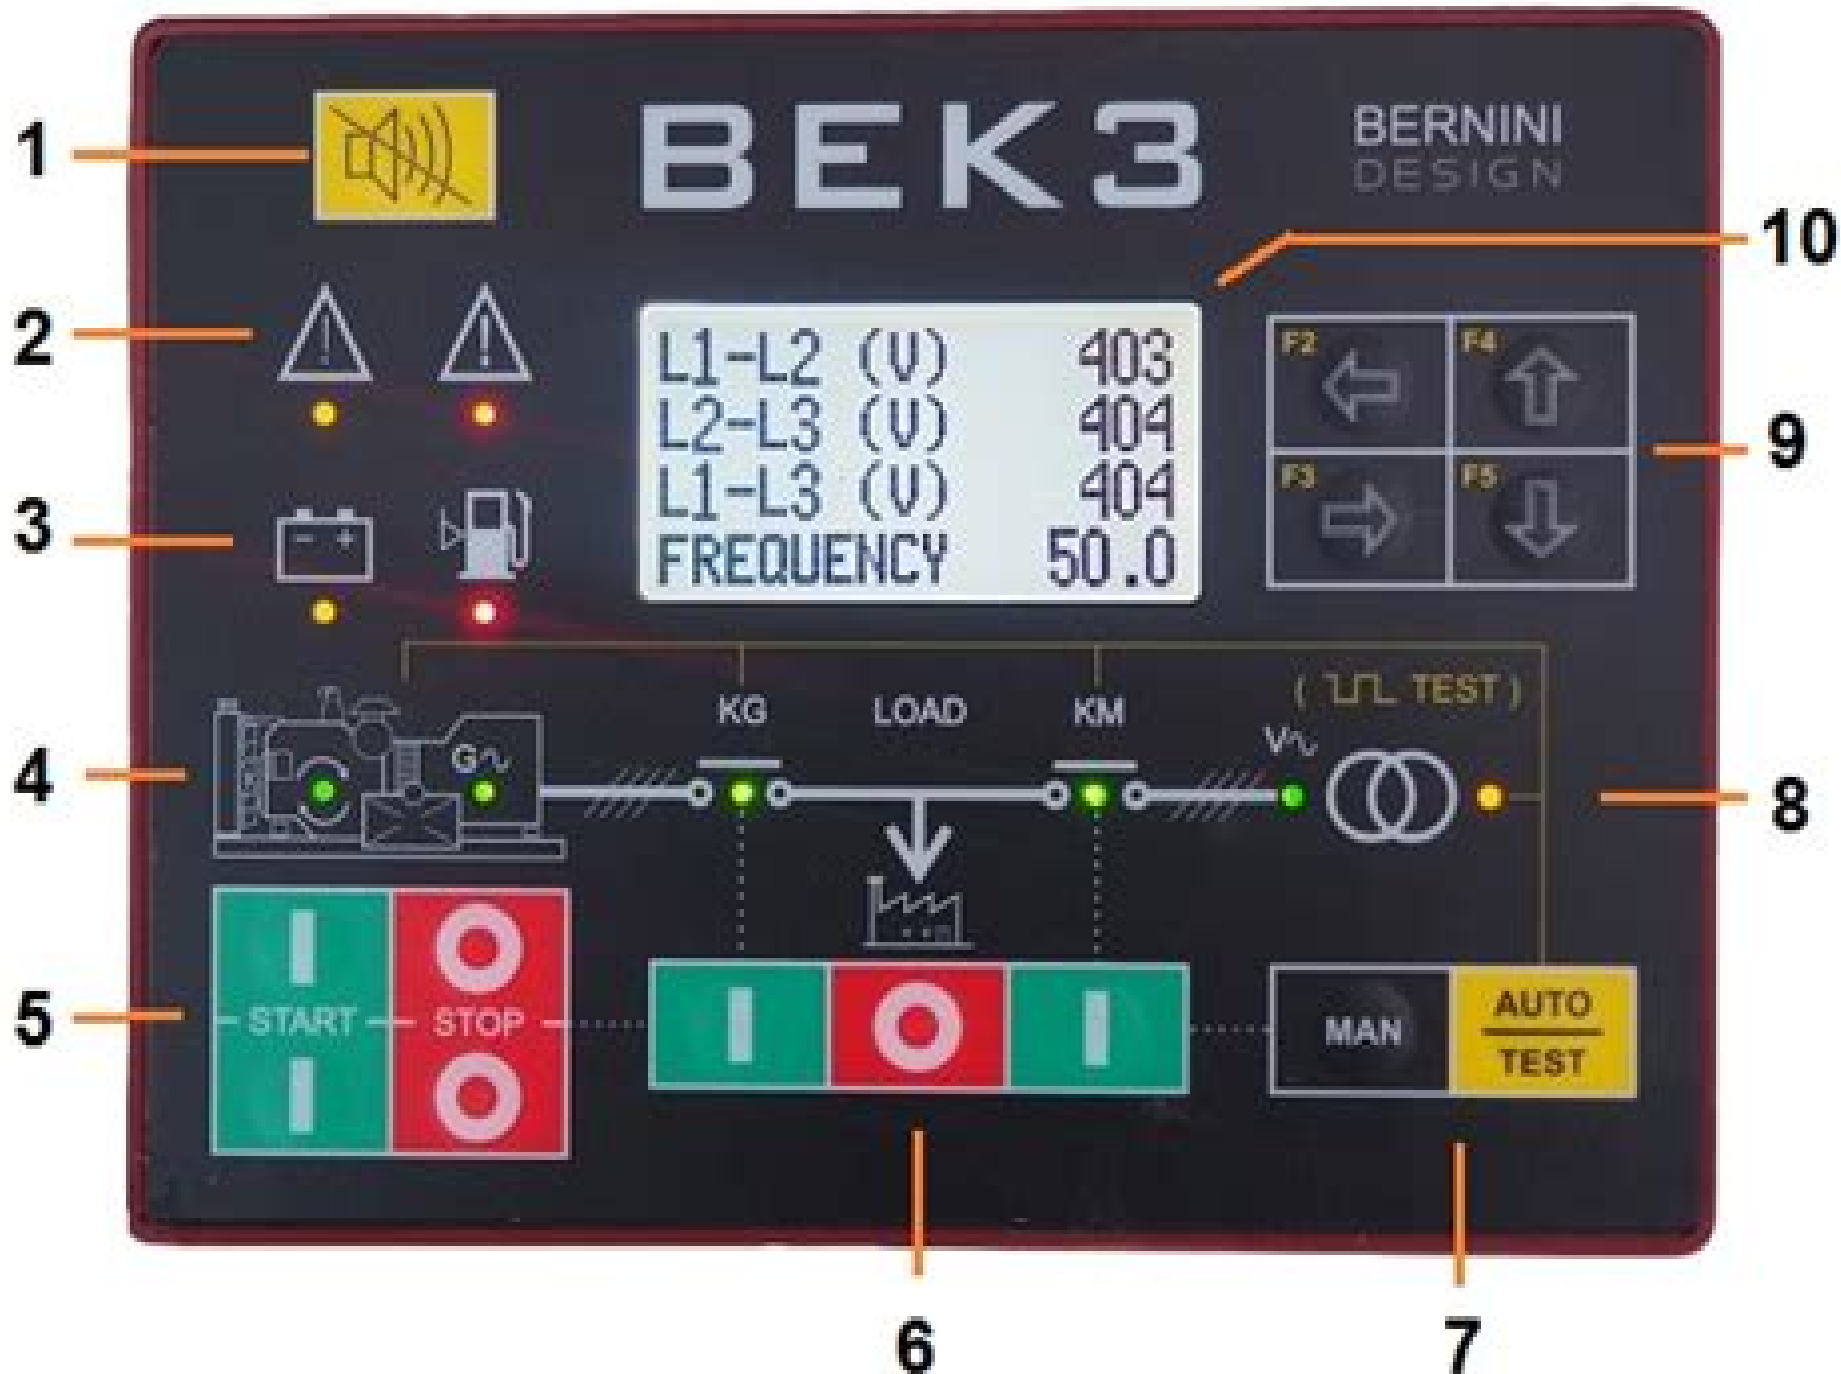 BEK3
BERNINI
DESIGN
1
2
3
4
5
6
7
8
9
10
L1-L2 (V) 403
L2-L3 (V) 404
L1-L3 (V) 404
FREQUENCY 50.0
F2
F4
F3
F5
- +
KG
LOAD
KM
( TEST )
G
V
START
STOP
MAN
AUTO
TEST